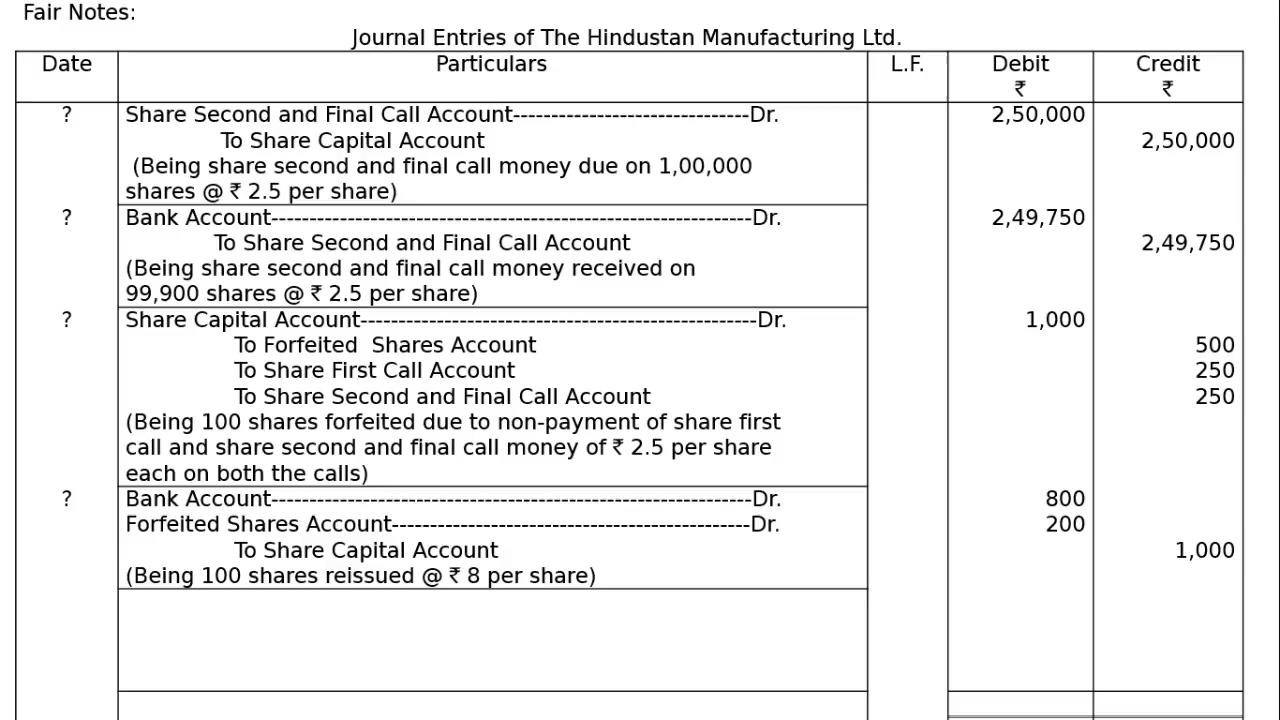 Fair Notes:
Journal Entries of The Hindustan Manufacturing Ltd.
Date Particulars L.F. Debit Credit
₹ ₹
? Share Second and Final Call Account-------------------------------Dr. 2,50,000
To Share Capital Account 2,50,000
(Being share second and final call money due on 1,00,000
shares @ ₹ 2.5 per share)
? Bank Account---------------------------------------------------------------Dr. 2,49,750
To Share Second and Final Call Account 2,49,750
(Being share second and final call money received on
99,900 shares @ ₹ 2.5 per share)
? Share Capital Account----------------------------------------------------Dr. 1,000
To Forfeited  Shares Account 500
To Share First Call Account 250
To Share Second and Final Call Account 250
(Being 100 shares forfeited due to non-payment of share first
call and share second and final call money of ₹ 2.5 per share
each on both the calls)
? Bank Account---------------------------------------------------------------Dr. 800
Forfeited Shares Account-----------------------------------------------Dr. 200
To Share Capital Account 1,000
(Being 100 shares reissued @ ₹ 8 per share)